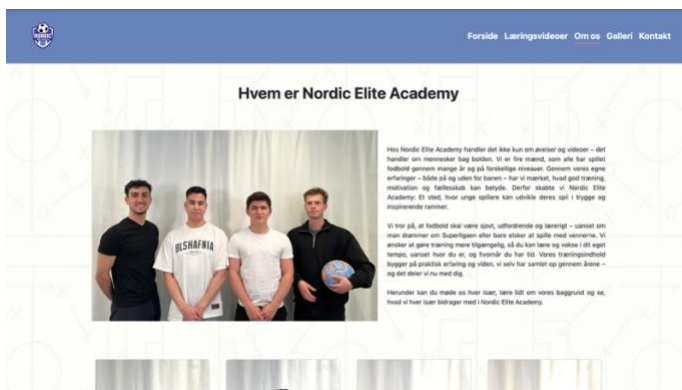 NORDIC
Forside Læringsvideoer Om os Galleri Kontakt
Hvem er Nordic Elite Academy
Hos Nordic Elite Academy handler det ikke kun om øvelser og videoer – det
handler om mennesker bag bolden. Vi er fire mænd, som alle har spillet
fodbold gennem mange år og på forskellige niveauer. Gennem vores egne
erfaringer – både på og uden for banen – har vi mærket, hvad god træning,
motivation og fællesskab kan betyde. Derfor skabte vi Nordic Elite
Academy: Et sted, hvor unge spillere kan udvikle deres spil i trygge og
inspirerende rammer.
Vi tror på, at fodbold skal være sjovt, udfordrende og lærerigt – uanset om
man drømmer om Superligaen eller bare elsker at spille med vennerne. Vi
ønsker at gøre træning mere tilgængelig, så du kan lære og vokse i dit eget
tempo, uanset hvor du er, og hvornår du har tid. Vores træningsindhold
bygger på praktisk erfaring og viden, vi selv har samlet op gennem årene –
og det deler vi nu med dig.
Herunder kan du møde os hver især, lære lidt om vores baggrund og se,
hvad vi hver især bidrager med i Nordic Elite Academy.
BLSHAFNIA